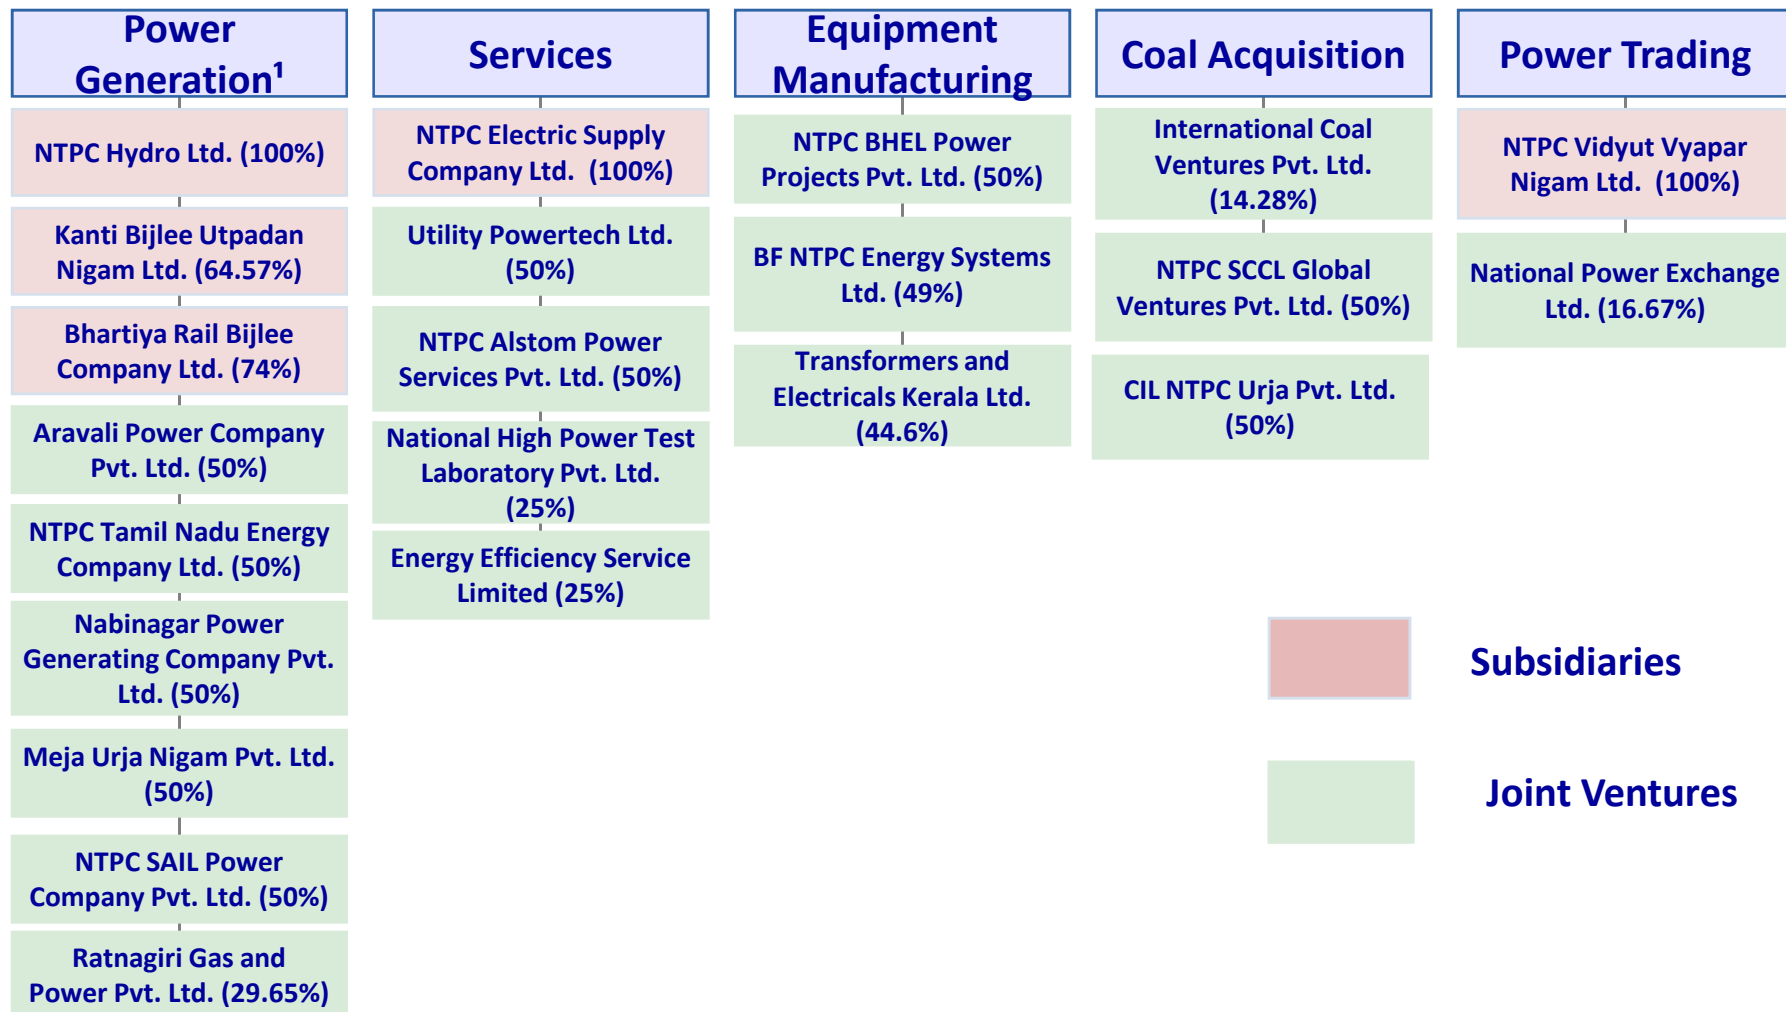 Power
Generation¹
NTPC Hydro Ltd. (100%)
Kanti Bijlee Utpadan
Nigam Ltd. (64.57%)
Bhartiya Rail Bijlee
Company Ltd. (74%)
Aravali Power Company
Pvt. Ltd. (50%)
NTPC Tamil Nadu Energy
Company Ltd. (50%)
Nabinagar Power
Generating Company Pvt.
Ltd. (50%)
Meja Urja Nigam Pvt. Ltd.
(50%)
NTPC SAIL Power
Company Pvt. Ltd. (50%)
Ratnagiri Gas and
Power Pvt. Ltd. (29.65%)
Services
NTPC Electric Supply
Company Ltd. (100%)
Utility Powertech Ltd.
(50%)
NTPC Alstom Power
Services Pvt. Ltd. (50%)
National High Power Test
Laboratory Pvt. Ltd.
(25%)
Energy Efficiency Service
Limited (25%)
Equipment
Manufacturing
NTPC BHEL Power
Projects Pvt. Ltd. (50%)
BF NTPC Energy Systems
Ltd. (49%)
Transformers and
Electricals Kerala Ltd.
(44.6%)
Coal Acquisition
International Coal
Ventures Pvt. Ltd.
(14.28%)
NTPC SCCL Global
Ventures Pvt. Ltd. (50%)
CIL NTPC Urja Pvt. Ltd.
(50%)
Power Trading
NTPC Vidyut Vyapar
Nigam Ltd. (100%)
National Power Exchange
Ltd. (16.67%)
Subsidiaries
Joint Ventures